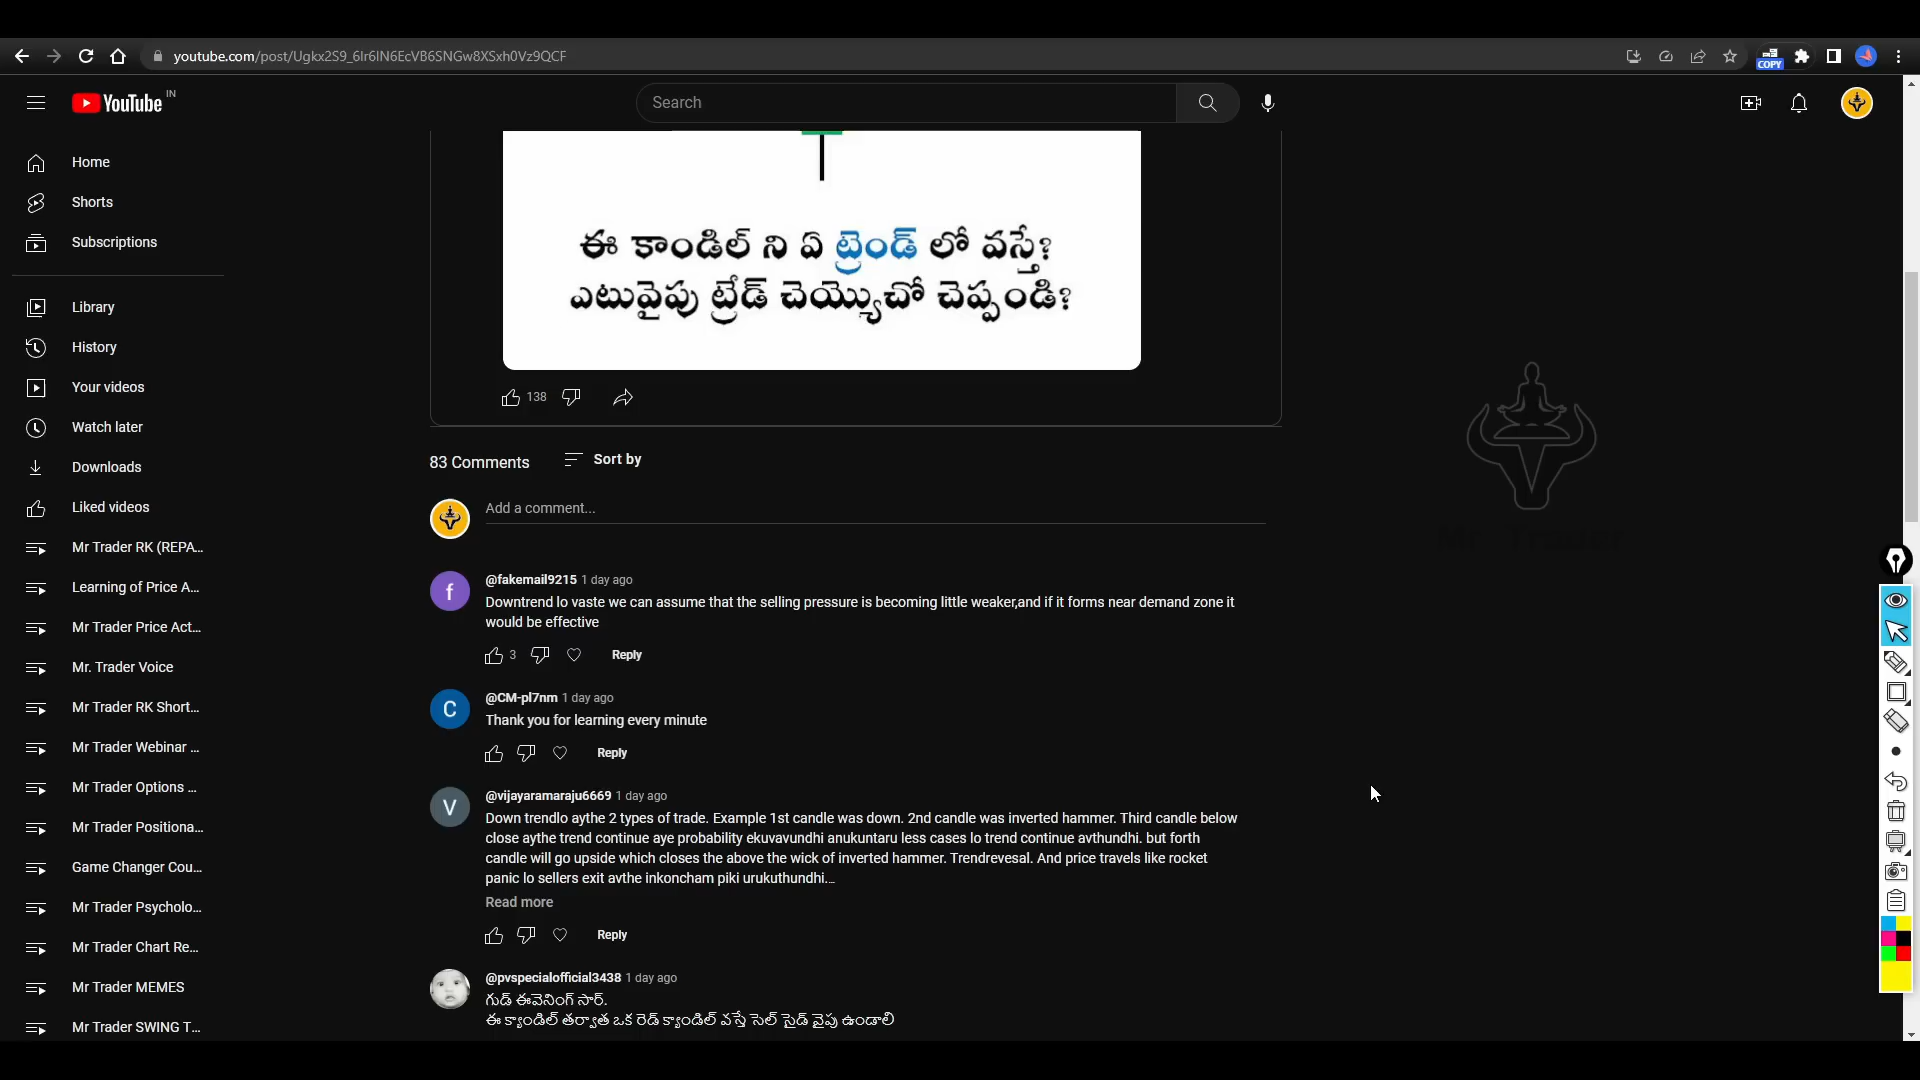 youtube.com/post/Ugkx2S9_6Ir6lN6EcVB6SNGw8XSxh0Vz9QCF
COPY
YouTube IN
Search
Home
Shorts
Subscriptions
Library
History
Your videos
Watch later
Downloads
Liked videos
Mr Trader RK (REPA...
Learning of Price A...
Mr Trader Price Act...
Mr. Trader Voice
Mr Trader RK Short...
Mr Trader Webinar ...
Mr Trader Options ...
Mr Trader Positiona...
Game Changer Cou...
Mr Trader Psycholo...
Mr Trader Chart Re...
Mr Trader MEMES
Mr Trader SWING T...
ఈ కాండిల్ ని ఏ ట్రెండ్ లో వస్తే?
ఎటువైపు ట్రేడ్ చెయ్యొచో చెప్పండి?
138
83 Comments
Sort by
Add a comment...
f
@fakemail9215 1 day ago
Downtrend lo vaste we can assume that the selling pressure is becoming little weaker,and if it forms near demand zone it
would be effective
3
Reply
C
@CM-pl7nm 1 day ago
Thank you for learning every minute
Reply
V
@vijayaramaraju6669 1 day ago
Down trendlo aythe 2 types of trade. Example 1st candle was down. 2nd candle was inverted hammer. Third candle below
close aythe trend continue aye probability ekuvavundhi anukuntaru less cases lo trend continue avthundhi. but forth
candle will go upside which closes the above the wick of inverted hammer. Trendrevesal. And price travels like rocket
panic lo sellers exit avthe inkoncham piki urukuthundhi...
Read more
Reply
@pvspecialofficial3438 1 day ago
గుడ్ ఈవెనింగ్ సార్.
ఈ క్యాండిల్ తర్వాత ఒక రెడ్ క్యాండిల్ వస్తే సెల్ సైడ్ వైపు ఉండాలి
Mr Trader